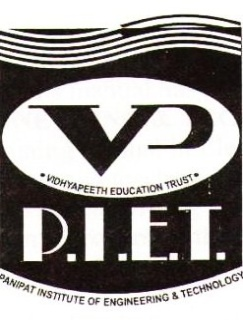 VP
• VIDHYAPEETH EDUCATION TRUST •
P.I.E.T.
PANIPAT INSTITUTE OF ENGINEERING & TECHNOLOGY